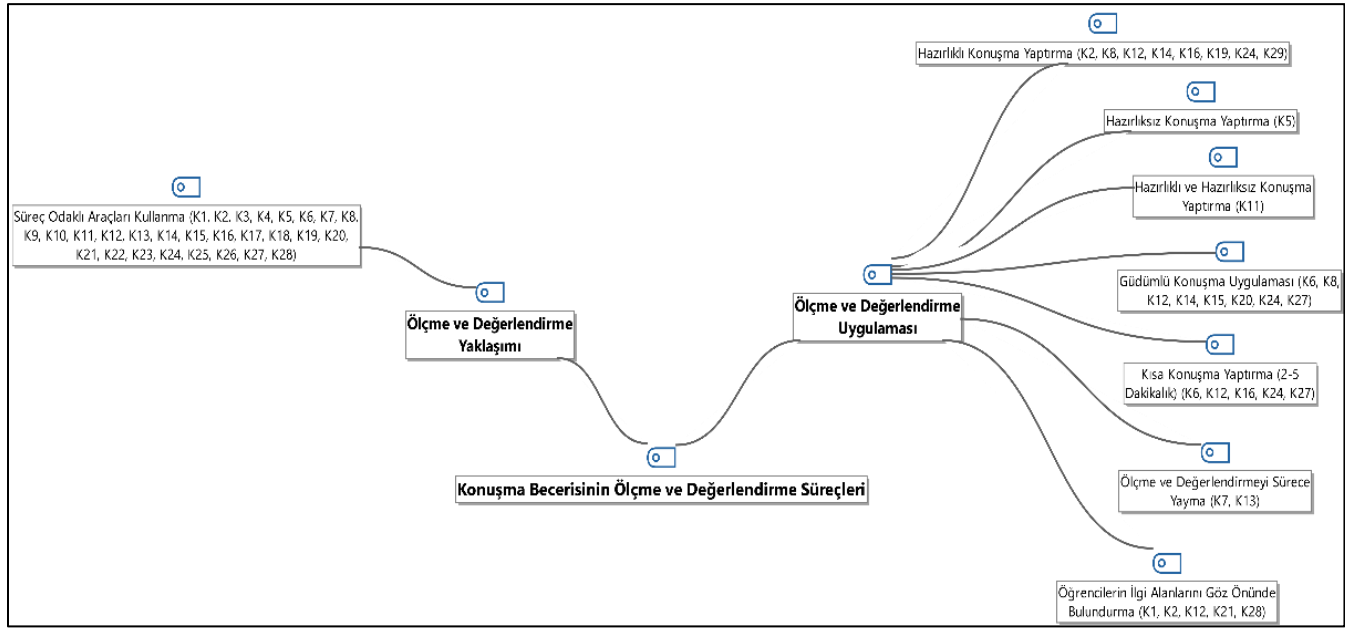 Hazırlıklı Konuşma Yaptırma (K2, K8, K12, K14, K16, K19, K24, K29)
Hazırlıksız Konuşma Yaptırma (K5)
Hazırlıklı ve Hazırlıksız Konuşma
Yaptırma (K11)
Süreç Odaklı Araçları Kullanma (K1. K2. K3, K4, K5, K6, K7, K8.
K9, K10, K11, K12. K13, K14, K15, K16. K17, K18, K19, K20,
K21, K22, K23, K24. K25, K26, K27, K28)
Güdümlü Konuşma Uygulaması (K6, K8,
K12, K14, K15, K20, K24, K27)
Ölçme ve Değerlendirme
Yaklaşımı
Ölçme ve Değerlendirme
Uygulaması
Kısa Konuşma Yaptırma (2-5
Dakikalık) (K6, K12, K16, K24, K27)
Konuşma Becerisinin Ölçme ve Değerlendirme Süreçleri
Ölçme ve Değerlendirmeyi Sürece
Yayma (K7, K13)
Öğrencilerin İlgi Alanlarını Göz Önünde
Bulundurma (K1, K2, K12, K21, K28)